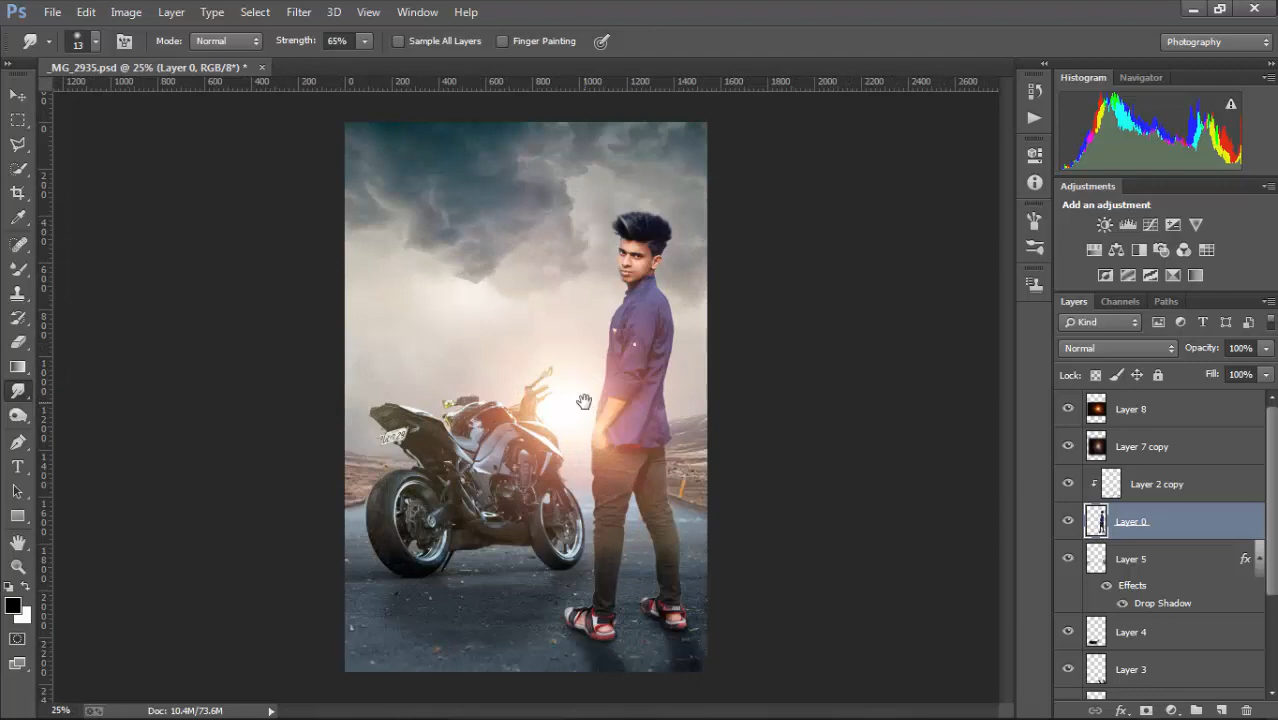 Ps File Edit Image Layer Type Select Filter 3D View Window Help
13 Mode: Normal Strength: 65% Sample All Layers Finger Painting Photography
_MG_2935.psd @ 25% (Layer 0, RGB/8*) * ×
1200 1000 800 600 400 200 0 200 400 600 800 1000 1200 1400 1600 1800 2000 2200 2400 2600
Histogram Navigator
Adjustments
Add an adjustment
Layers Channels Paths
Kind
Normal Opacity: 100%
Lock: Fill: 100%
Layer 8
Layer 7 copy
Layer 2 copy
Layer 0
Layer 5 fx
Effects
Drop Shadow
Layer 4
Layer 3
25% Doc: 10.4M/73.6M